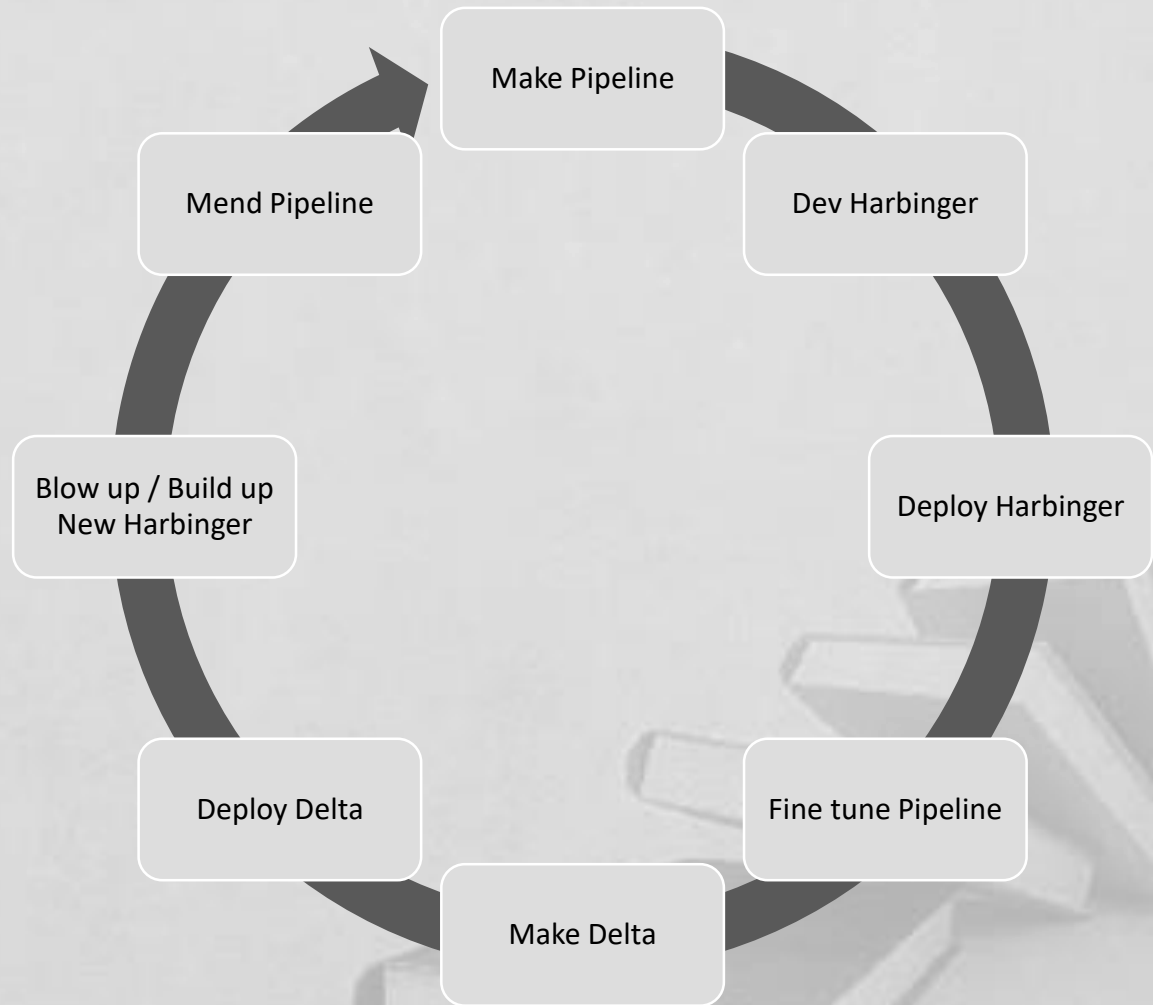 Make Pipeline
Dev Harbinger
Deploy Harbinger
Fine tune Pipeline
Make Delta
Deploy Delta
Blow up / Build up
New Harbinger
Mend Pipeline